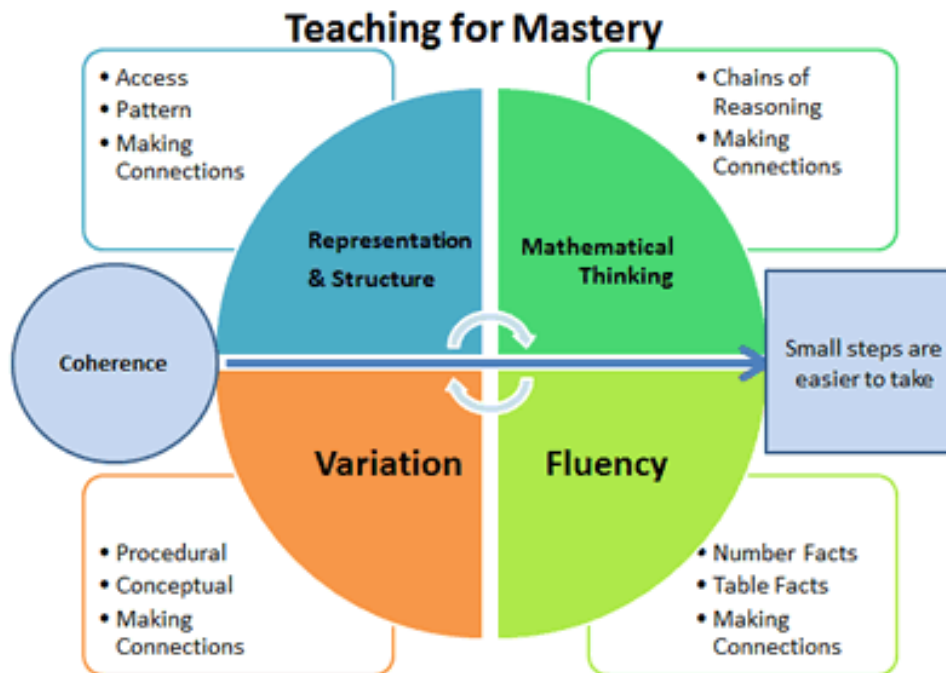 Teaching for Mastery
• Access
• Pattern
• Making
Connections
• Chains of
Reasoning
• Making
Connections
Representation
& Structure
Mathematical
Thinking
Coherence
Small steps are
easier to take
Variation
Fluency
• Procedural
• Conceptual
• Making
Connections
• Number Facts
• Table Facts
• Making
Connections